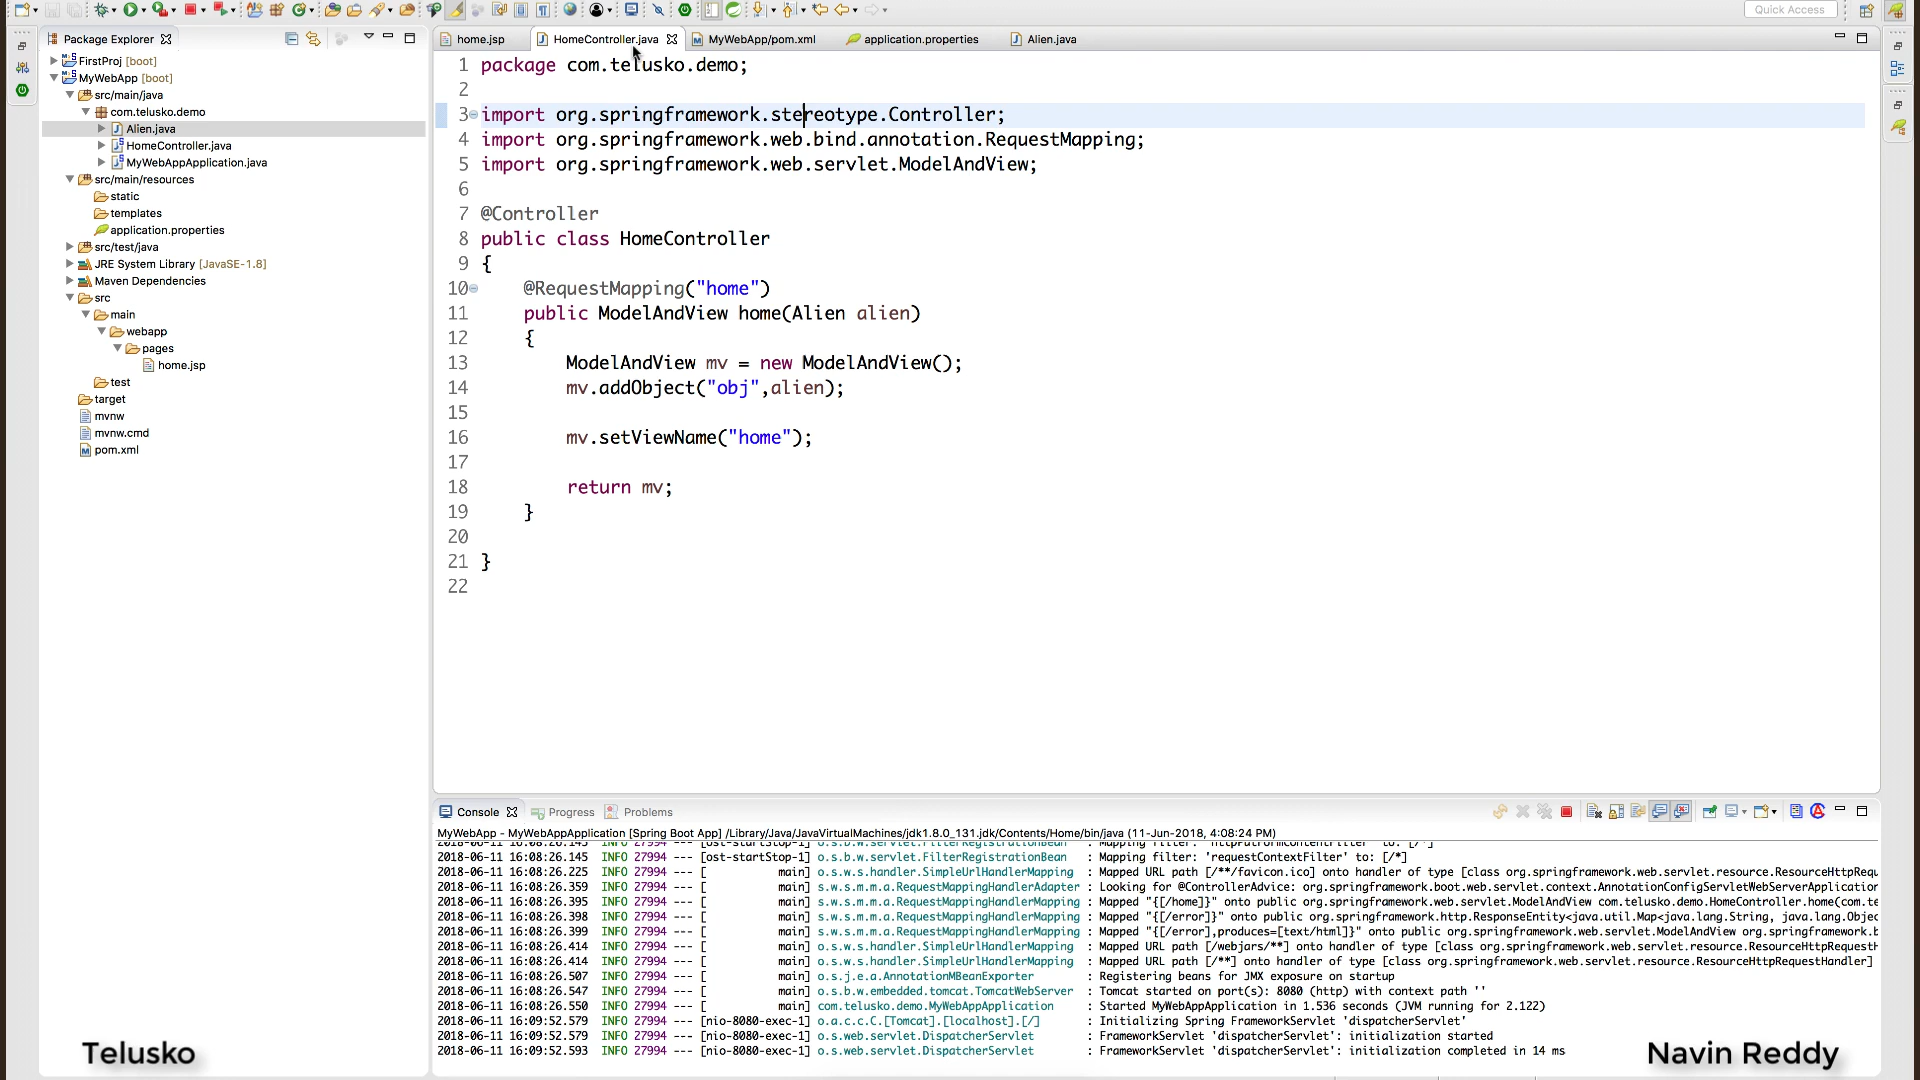 Quick Access
Package Explorer
home.jsp
HomeController.java
MyWebApp/pom.xml
application.properties
Alien.java
FirstProj [boot]
MyWebApp [boot]
src/main/java
com.telusko.demo
Alien.java
HomeController.java
MyWebAppApplication.java
src/main/resources
static
templates
application.properties
src/test/java
JRE System Library [JavaSE-1.8]
Maven Dependencies
src
main
webapp
pages
home.jsp
test
target
mvnw
mvnw.cmd
pom.xml
1 package com.telusko.demo;
2
3 import org.springframework.stereotype.Controller;
4 import org.springframework.web.bind.annotation.RequestMapping;
5 import org.springframework.web.servlet.ModelAndView;
6
7 @Controller
8 public class HomeController
9 {
10 @RequestMapping("home")
11 public ModelAndView home(Alien alien)
12 {
13 ModelAndView mv = new ModelAndView();
14 mv.addObject("obj",alien);
15
16 mv.setViewName("home");
17
18 return mv;
19 }
20
21 }
22
Console
Progress
Problems
MyWebApp - MyWebAppApplication [Spring Boot App] /Library/Java/JavaVirtualMachines/jdk1.8.0_131.jdk/Contents/Home/bin/java (11-Jun-2018, 4:08:24 PM)
2018-06-11 16:08:26.145 INFO 27994 --- [ost-startStop-1] o.s.b.w.servlet.FilterRegistrationBean : Mapping filter: 'httpPutFormContentFilter' to: [/*]
2018-06-11 16:08:26.145 INFO 27994 --- [ost-startStop-1] o.s.b.w.servlet.FilterRegistrationBean : Mapping filter: 'requestContextFilter' to: [/*]
2018-06-11 16:08:26.225 INFO 27994 --- [ main] o.s.w.s.handler.SimpleUrlHandlerMapping : Mapped URL path [/**/favicon.ico] onto handler of type [class org.springframework.web.servlet.resource.ResourceHttpRequ
2018-06-11 16:08:26.359 INFO 27994 --- [ main] s.w.s.m.m.a.RequestMappingHandlerAdapter : Looking for @ControllerAdvice: org.springframework.boot.web.servlet.context.AnnotationConfigServletWebServerApplication
2018-06-11 16:08:26.395 INFO 27994 --- [ main] s.w.s.m.m.a.RequestMappingHandlerMapping : Mapped "{[/home]}" onto public org.springframework.web.servlet.ModelAndView com.telusko.demo.HomeController.home(com.te
2018-06-11 16:08:26.398 INFO 27994 --- [ main] s.w.s.m.m.a.RequestMappingHandlerMapping : Mapped "{[/error]}" onto public org.springframework.http.ResponseEntity<java.util.Map<java.lang.String, java.lang.Objec
2018-06-11 16:08:26.399 INFO 27994 --- [ main] s.w.s.m.m.a.RequestMappingHandlerMapping : Mapped "{[/error],produces=[text/html]}" onto public org.springframework.web.servlet.ModelAndView org.springframework.b
2018-06-11 16:08:26.414 INFO 27994 --- [ main] o.s.w.s.handler.SimpleUrlHandlerMapping : Mapped URL path [/webjars/**] onto handler of type [class org.springframework.web.servlet.resource.ResourceHttpRequestH
2018-06-11 16:08:26.414 INFO 27994 --- [ main] o.s.w.s.handler.SimpleUrlHandlerMapping : Mapped URL path [/**] onto handler of type [class org.springframework.web.servlet.resource.ResourceHttpRequestHandler]
2018-06-11 16:08:26.507 INFO 27994 --- [ main] o.s.j.e.a.AnnotationMBeanExporter : Registering beans for JMX exposure on startup
2018-06-11 16:08:26.547 INFO 27994 --- [ main] o.s.b.w.embedded.tomcat.TomcatWebServer : Tomcat started on port(s): 8080 (http) with context path ''
2018-06-11 16:08:26.550 INFO 27994 --- [ main] com.telusko.demo.MyWebAppApplication : Started MyWebAppApplication in 1.536 seconds (JVM running for 2.122)
2018-06-11 16:09:52.579 INFO 27994 --- [nio-8080-exec-1] o.a.c.c.C.[Tomcat].[localhost].[/] : Initializing Spring FrameworkServlet 'dispatcherServlet'
2018-06-11 16:09:52.579 INFO 27994 --- [nio-8080-exec-1] o.s.web.servlet.DispatcherServlet : FrameworkServlet 'dispatcherServlet': initialization started
2018-06-11 16:09:52.593 INFO 27994 --- [nio-8080-exec-1] o.s.web.servlet.DispatcherServlet : FrameworkServlet 'dispatcherServlet': initialization completed in 14 ms
Telusko
Navin Reddy